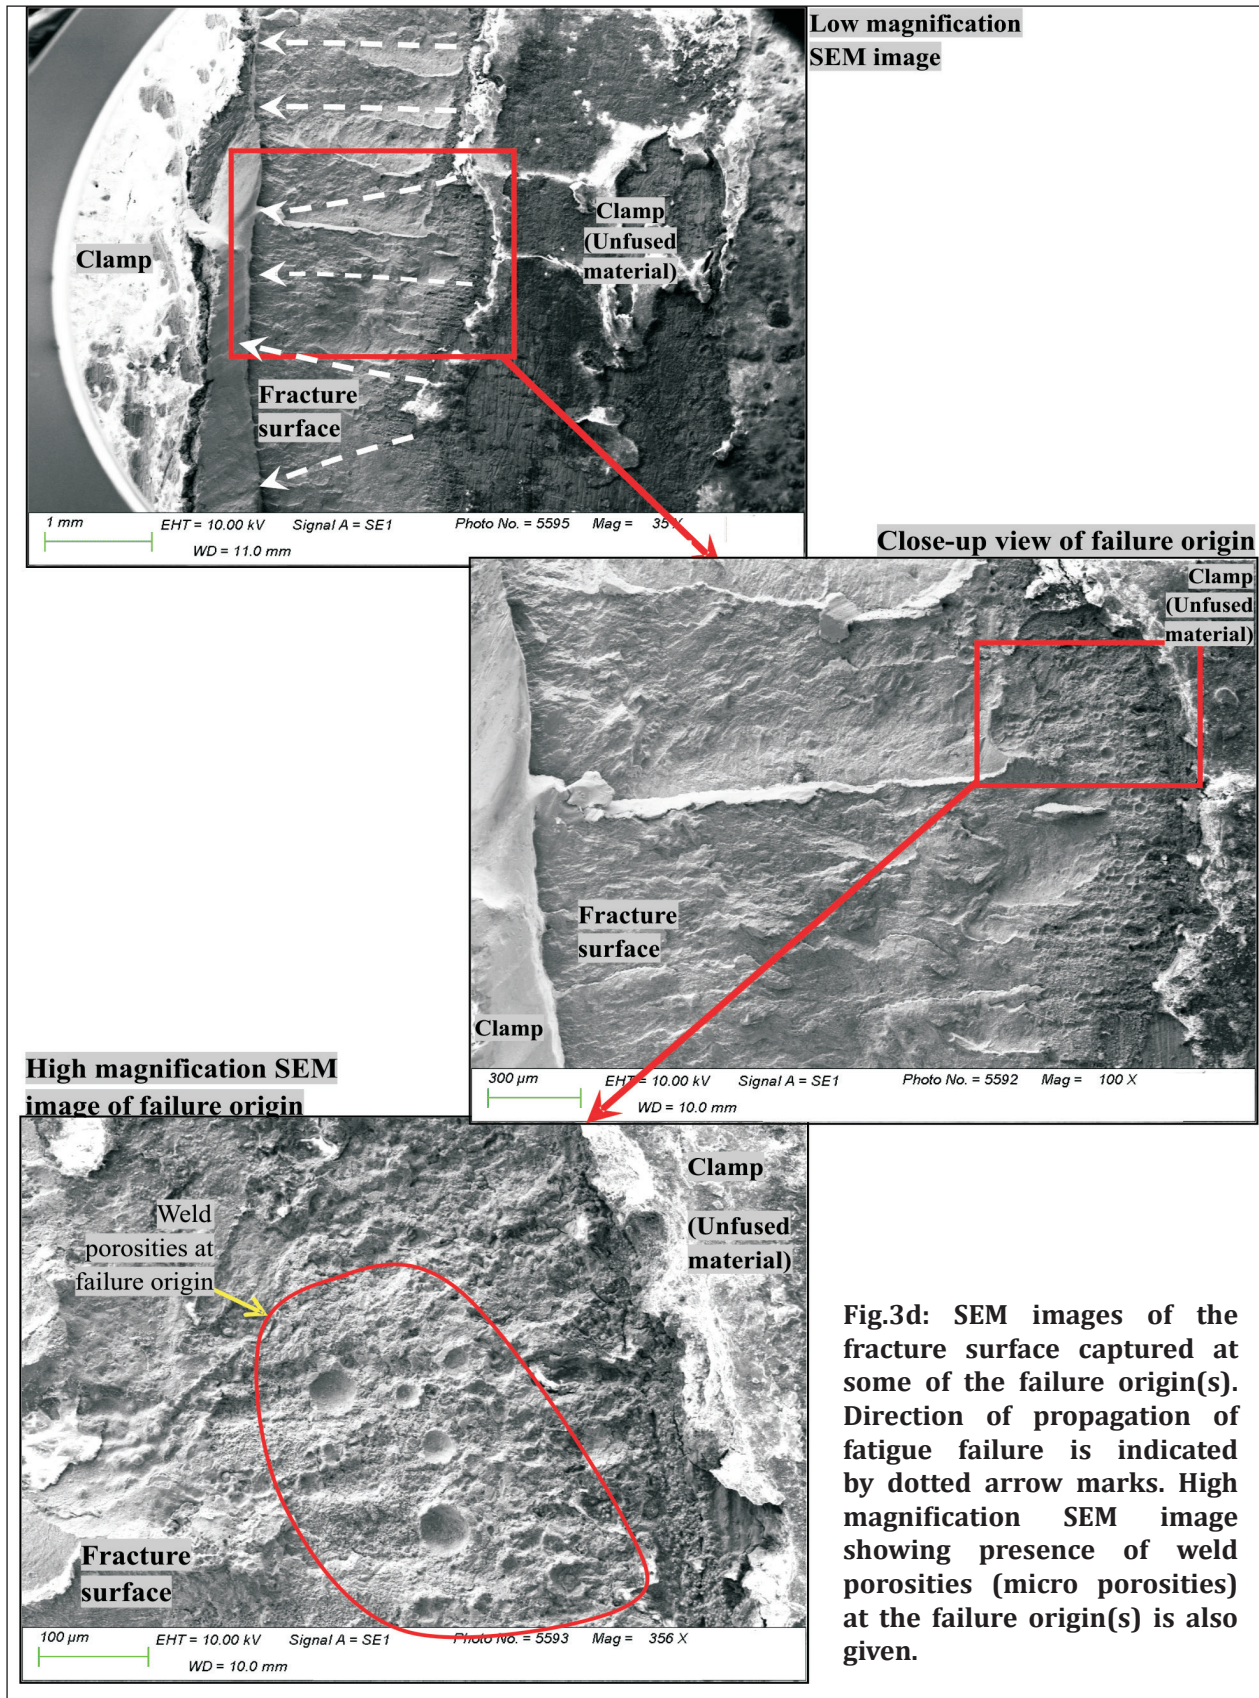 Low magnification
SEM image
Clamp
Clamp
(Unfused
material)
Fracture
surface
1 mm
EHT = 10.00 kV
Signal A = SE1
Photo No. = 5595
Mag = 35 X
WD = 11.0 mm
Close-up view of failure origin
Clamp
(Unfused
material)
Fracture
surface
Clamp
300 µm
EHT = 10.00 kV
Signal A = SE1
Photo No. = 5592
Mag = 100 X
WD = 10.0 mm
High magnification SEM
image of failure origin
Clamp
(Unfused
material)
Weld
porosities at
failure origin
Fracture
surface
100 µm
EHT = 10.00 kV
Signal A = SE1
Photo No. = 5593
Mag = 356 X
WD = 10.0 mm
Fig.3d: SEM images of the
fracture surface captured at
some of the failure origin(s).
Direction of propagation of
fatigue failure is indicated
by dotted arrow marks. High
magnification SEM image
showing presence of weld
porosities (micro porosities)
at the failure origin(s) is also
given.